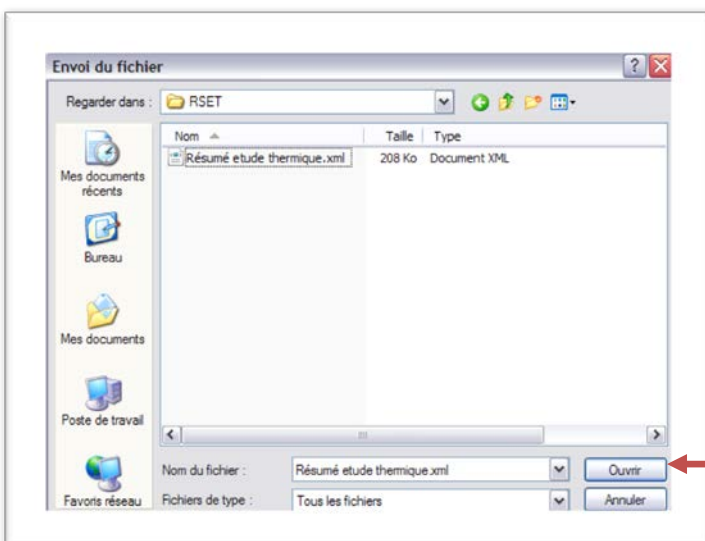 Envoi du fichier
Regarder dans : RSET
Nom Taille Type
Résumé etude thermique.xml 208 Ko Document XML
Mes documents
récents
Bureau
Mes documents
Poste de travail
Favoris réseau
Nom du fichier : Résumé etude thermique.xml Ouvrir
Fichiers de type : Tous les fichiers Annuler